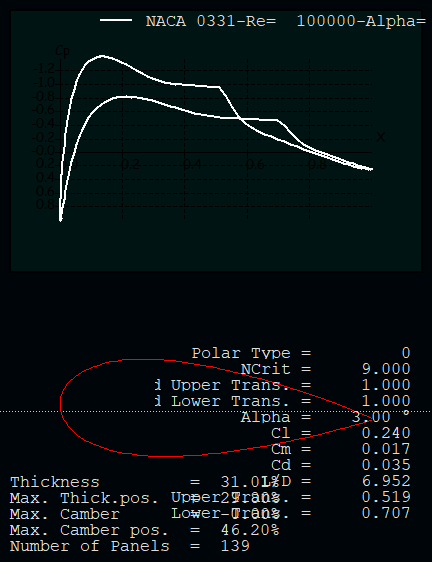 NACA 0331-Re= 100000-Alpha=
Cp
-1.2
-1.0
-0.8
-0.6
-0.4
-0.2
0.0
0.2
0.4
0.6
0.8
0.2
0.4
0.6
0.8
X
Polar Type = 0
NCrit = 9.000
d Upper Trans. = 1.000
d Lower Trans. = 1.000
Alpha = 3.00 °
Cl = 0.240
Cm = 0.017
Cd = 0.035
L/D = 6.952
Upper Trans. = 0.519
Lower Trans. = 0.707
Thickness = 31.01%
Max. Thick.pos. = 29.80%
Max. Camber = -0.00%
Max. Camber pos. = 46.20%
Number of Panels = 139